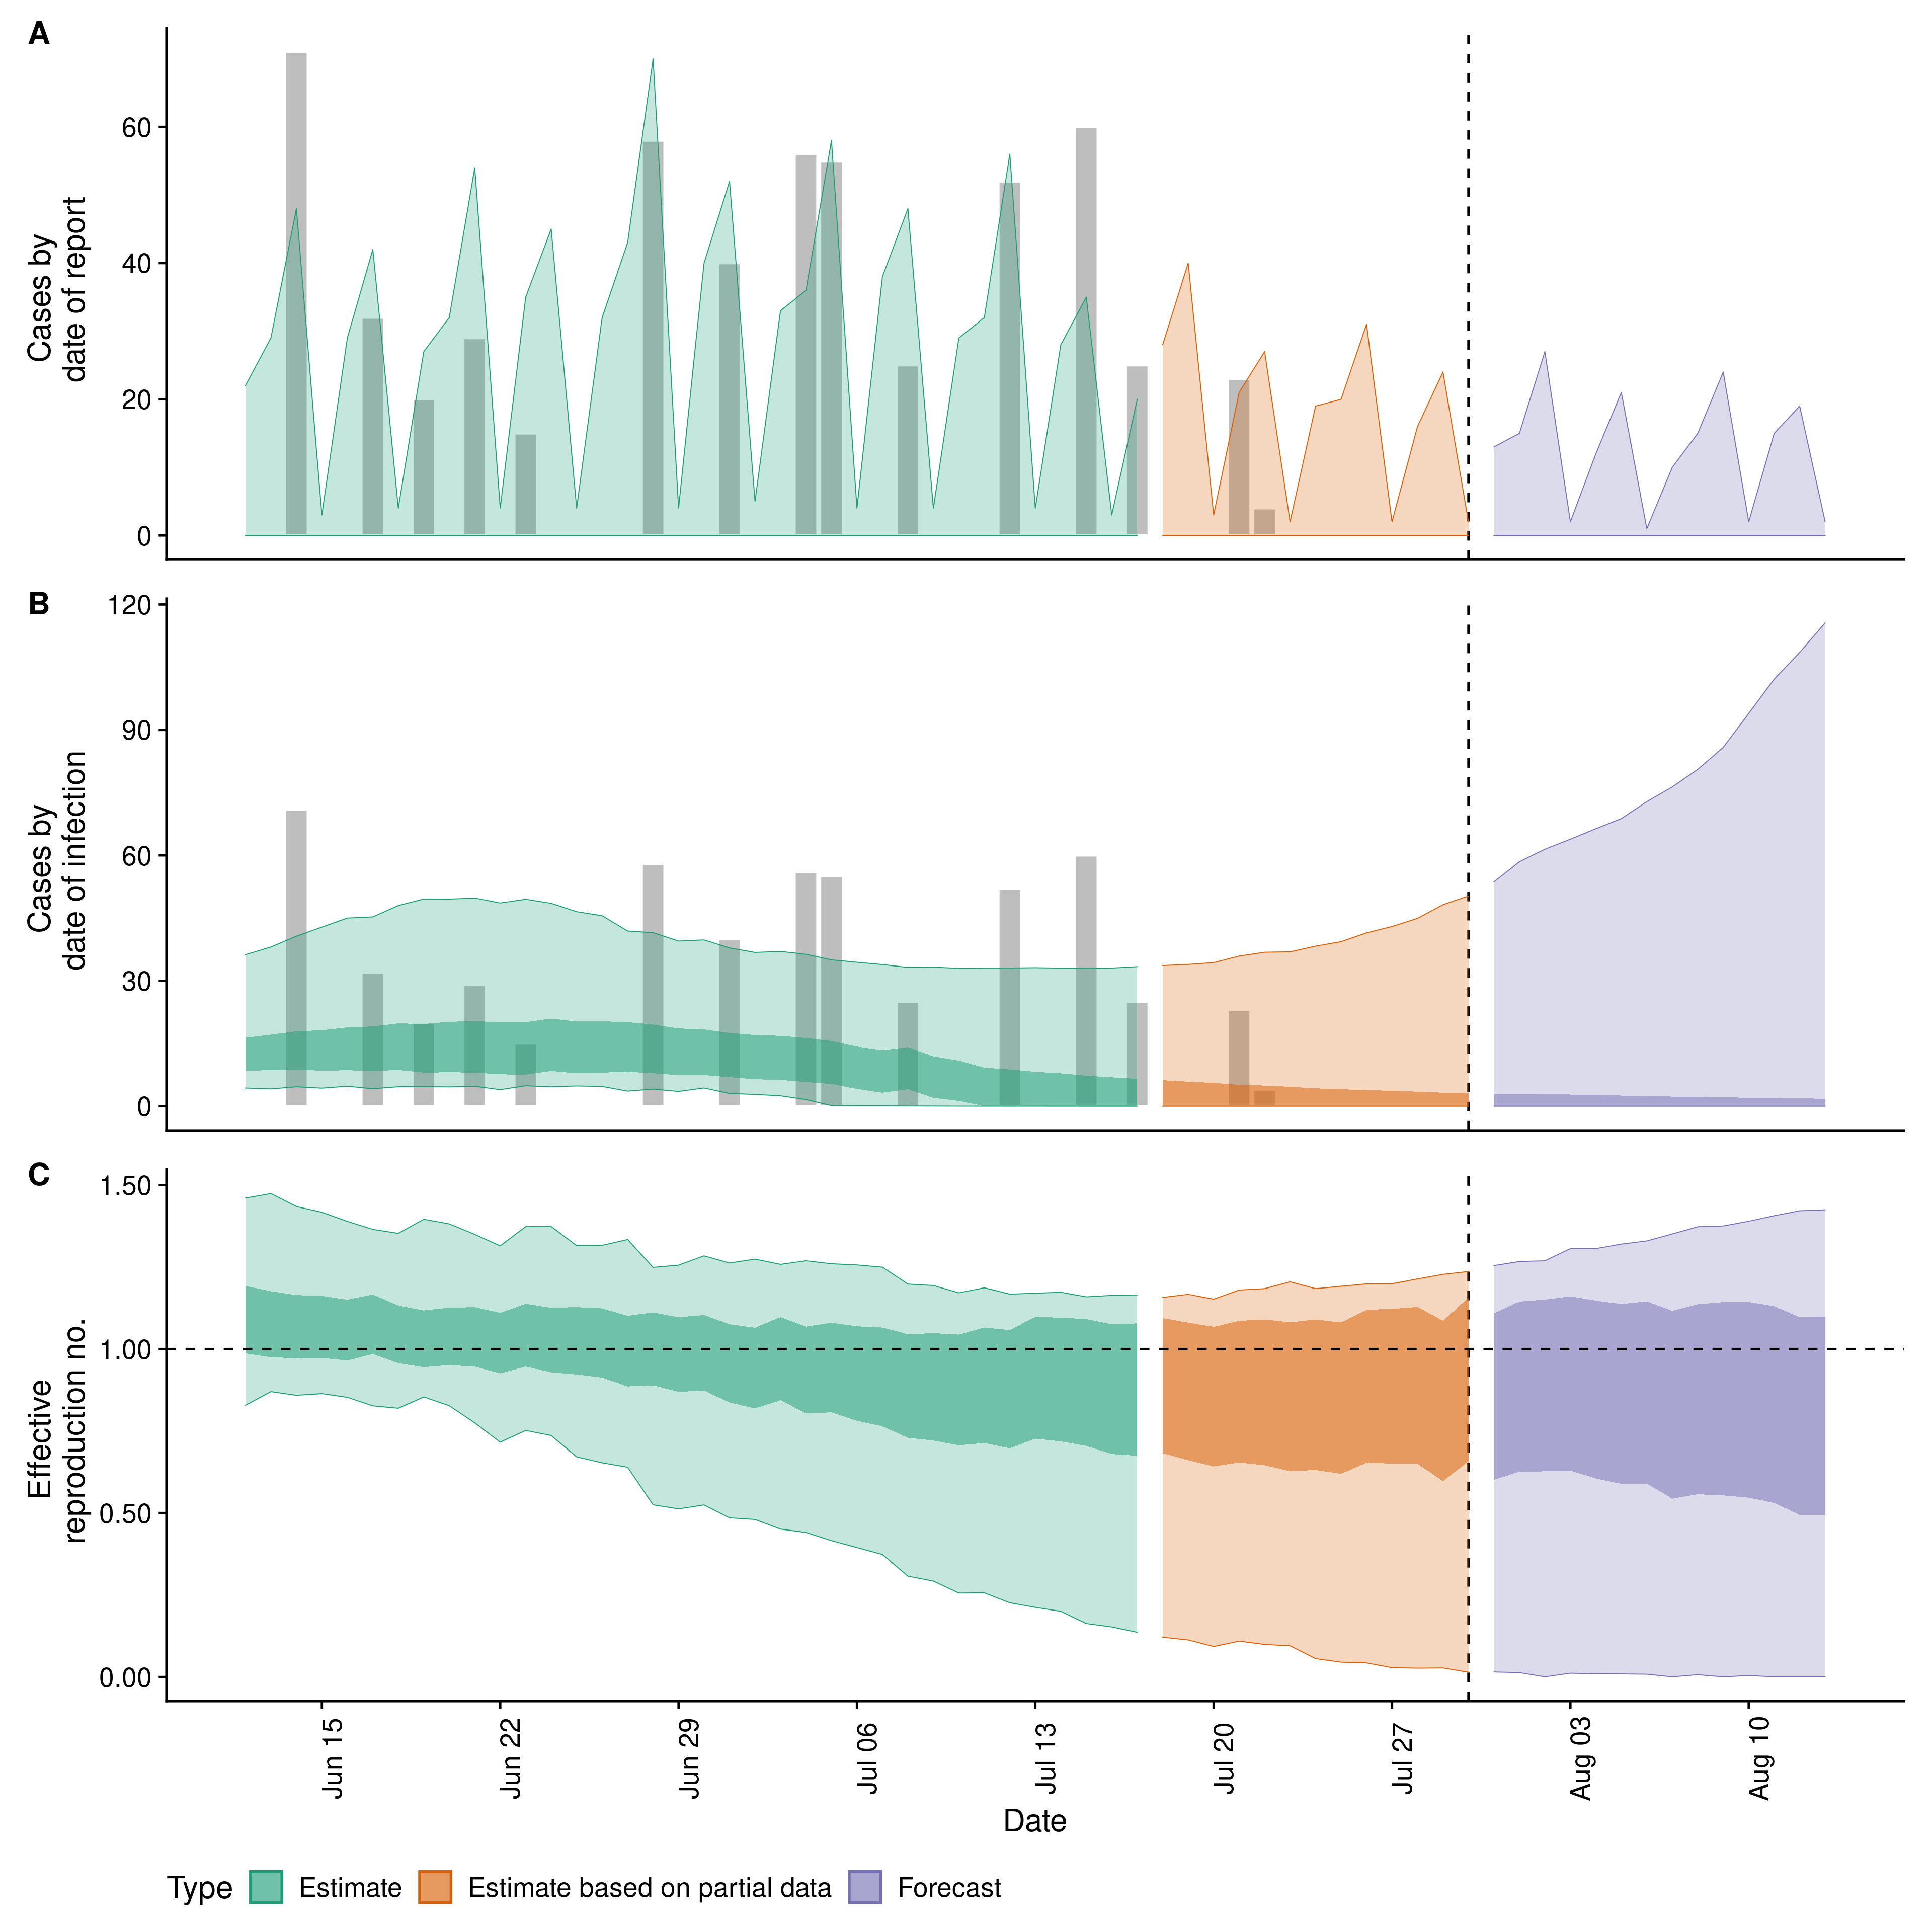 A
Cases by
date of report
60
40
20
0
B
Cases by
date of infection
120
90
60
30
0
C
Effective
reproduction no.
1.50
1.00
0.50
0.00
Jun 15
Jun 22
Jun 29
Jul 06
Jul 13
Jul 20
Jul 27
Aug 03
Aug 10
Date
Type
Estimate
Estimate based on partial data
Forecast